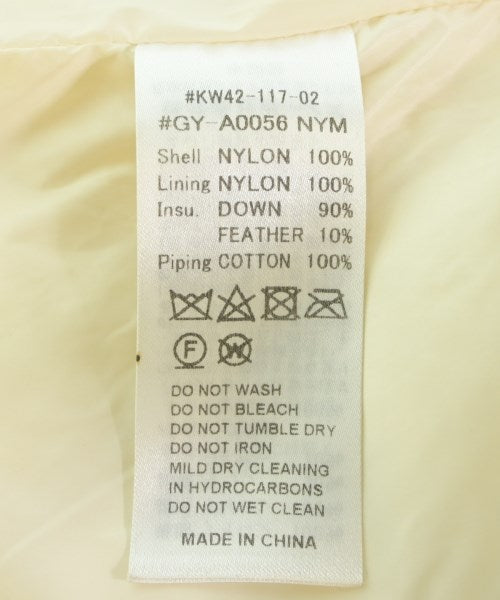 #KW42-117-02
#GY-A0056 NYM
Shell NYLON 100%
Lining NYLON 100%
Insu. DOWN 90%
FEATHER 10%
Piping COTTON 100%
F W
DO NOT WASH
DO NOT BLEACH
DO NOT TUMBLE DRY
DO NOT IRON
MILD DRY CLEANING
IN HYDROCARBONS
DO NOT WET CLEAN
MADE IN CHINA